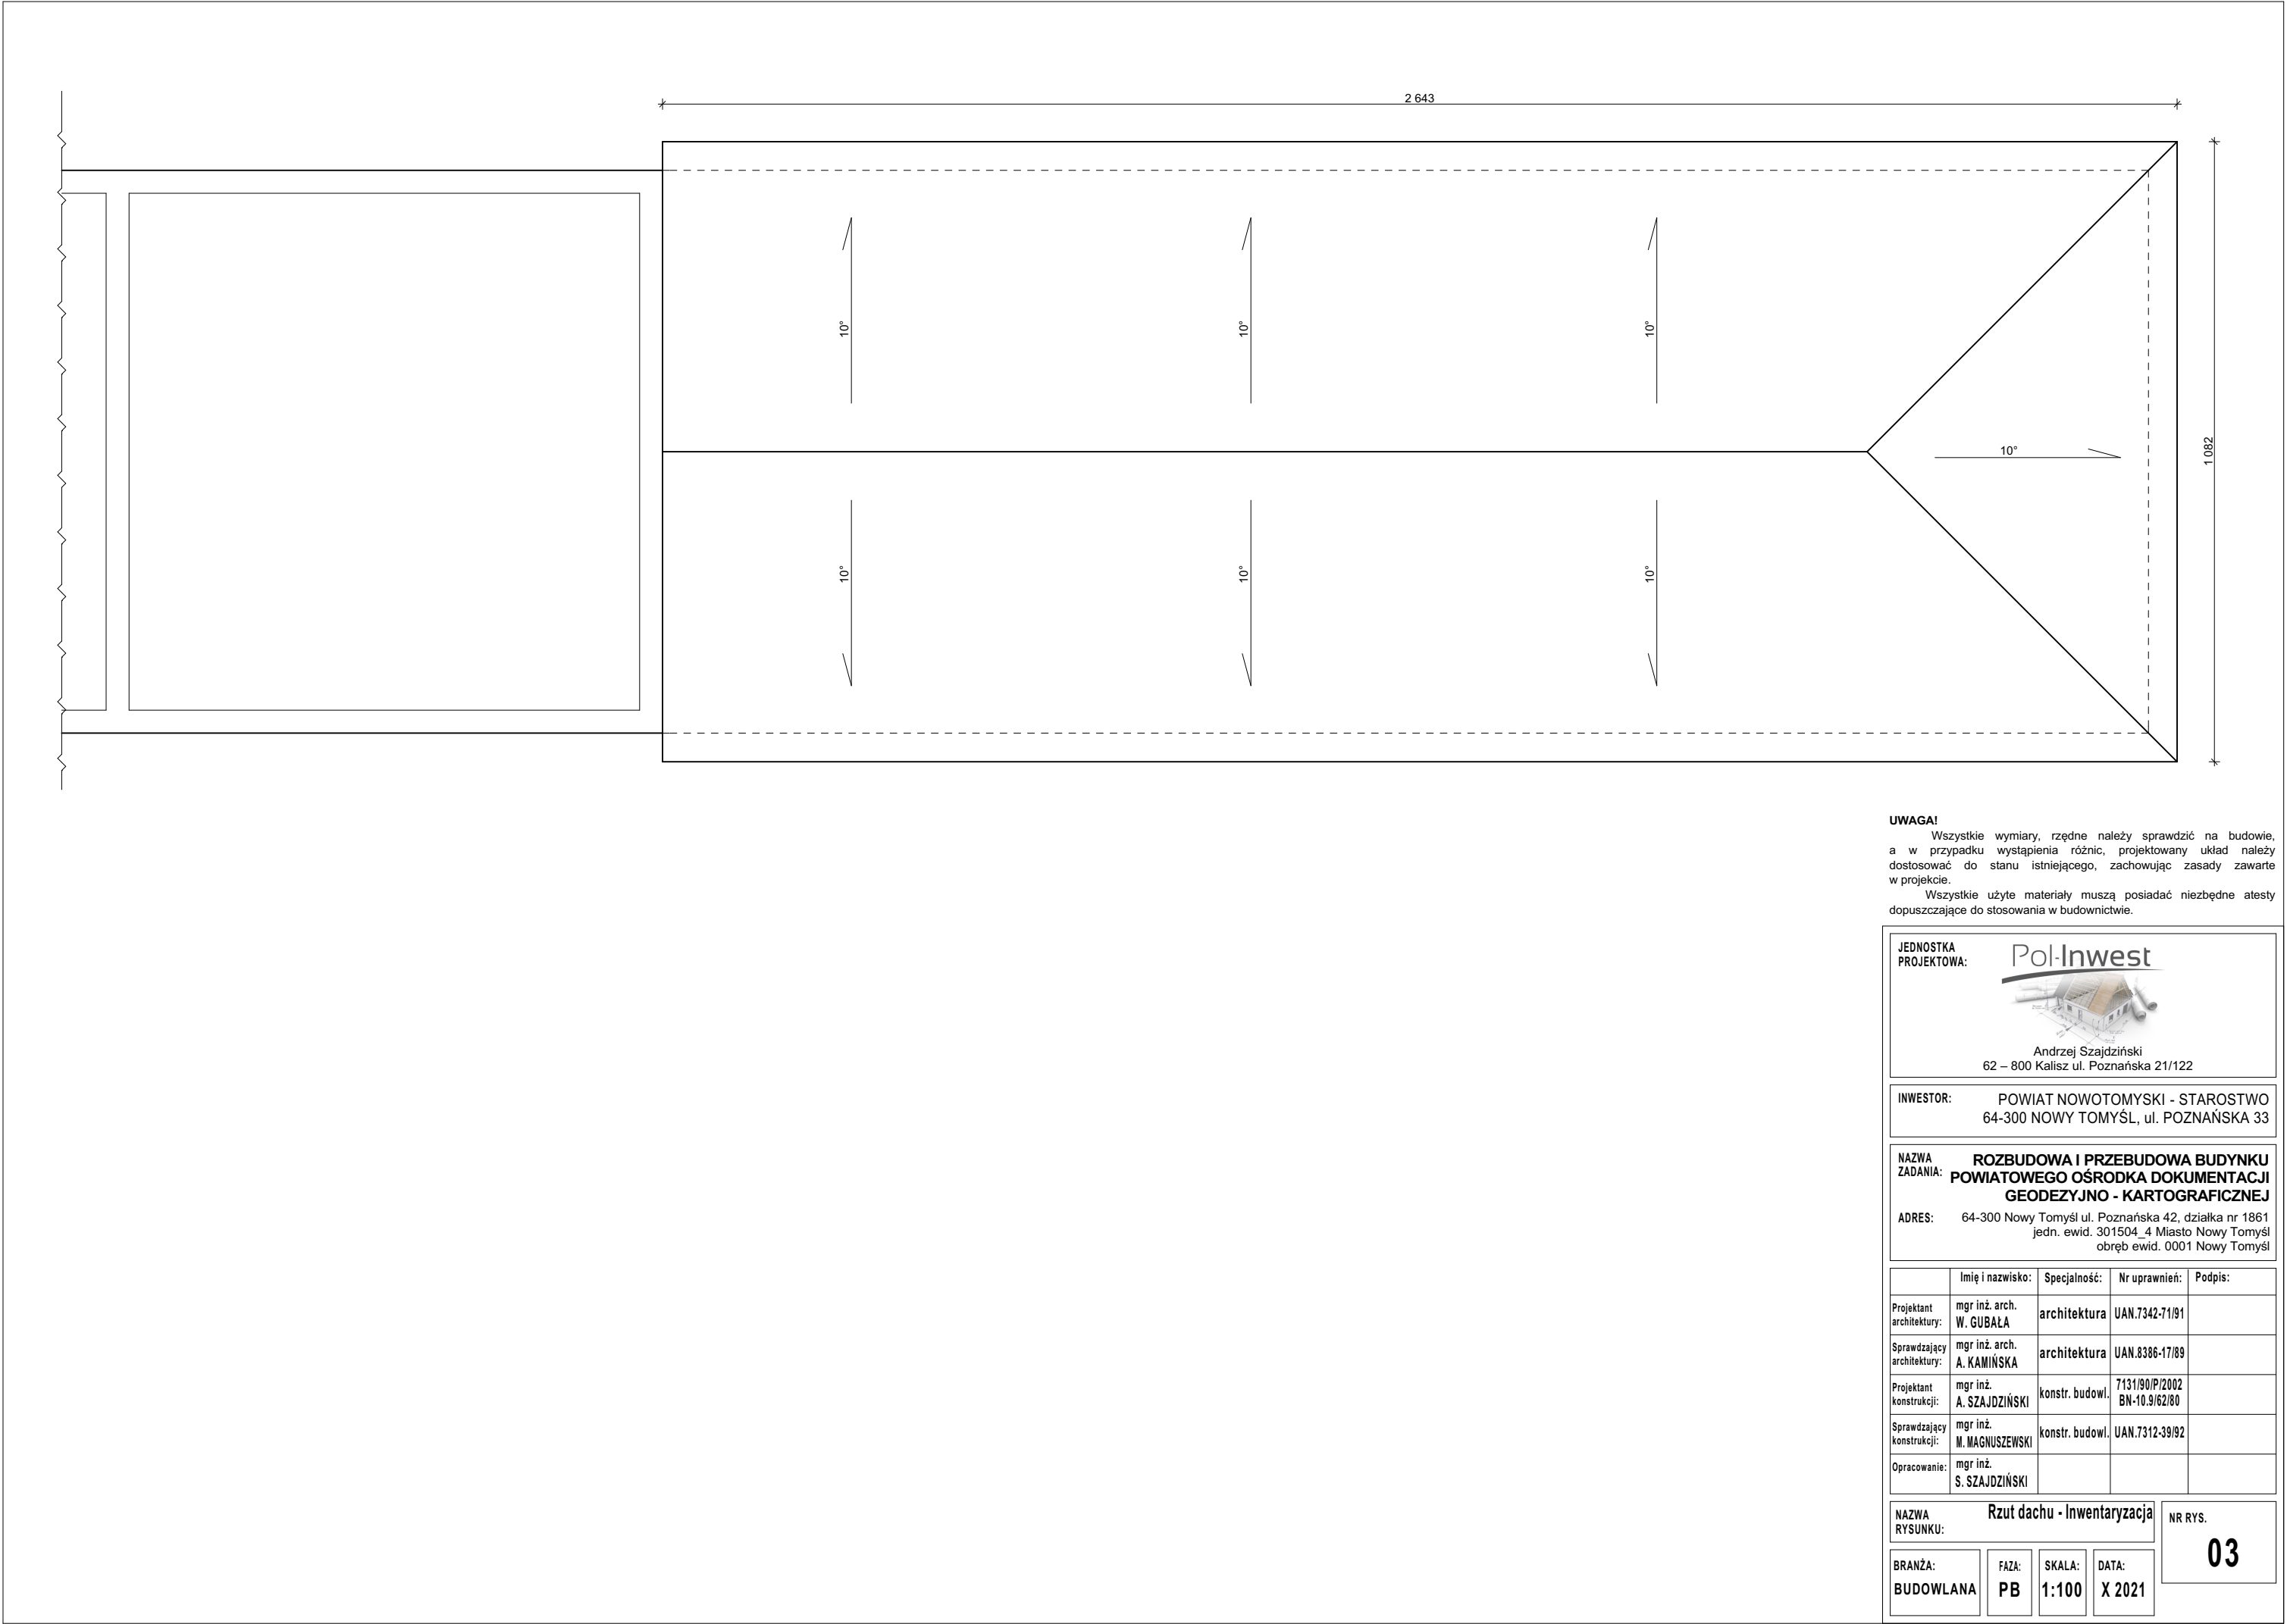 2 643
10°
10°
10°
10°
1 082
10°
10°
10°
UWAGA!
Wszystkie wymiary, rzędne należy sprawdzić na budowie,
a w przypadku wystąpienia różnic, projektowany układ należy
dostosować do stanu istniejącego, zachowując zasady zawarte
w projekcie.
Wszystkie użyte materiały muszą posiadać niezbędne atesty
dopuszczające do stosowania w budownictwie.
JEDNOSTKA
PROJEKTOWA:
Pol-Inwest
Andrzej Szajdziński
62 – 800 Kalisz ul. Poznańska 21/122
INWESTOR:
POWIAT NOWOTOMYSKI - STAROSTWO
64-300 NOWY TOMYŚL, ul. POZNAŃSKA 33
NAZWA
ZADANIA:
ROZBUDOWA I PRZEBUDOWA BUDYNKU
POWIATOWEGO OŚRODKA DOKUMENTACJI
GEODEZYJNO - KARTOGRAFICZNEJ
ADRES:
64-300 Nowy Tomyśl ul. Poznańska 42, działka nr 1861
jedn. ewid. 301504_4 Miasto Nowy Tomyśl
obręb ewid. 0001 Nowy Tomyśl
Imię i nazwisko: Specjalność: Nr uprawnień: Podpis:
Projektant
architektury:
mgr inż. arch.
W. GUBAŁA
architektura UAN.7342-71/91
Sprawdzający
architektury:
mgr inż. arch.
A. KAMIŃSKA
architektura UAN.8386-17/89
Projektant
konstrukcji:
mgr inż.
A. SZAJDZIŃSKI
konstr. budowl.
7131/90/P/2002
BN-10.9/62/80
Sprawdzający
konstrukcji:
mgr inż.
M. MAGNUSZEWSKI
konstr. budowl. UAN.7312-39/92
Opracowanie:
mgr inż.
S. SZAJDZIŃSKI
NAZWA
RYSUNKU:
Rzut dachu - Inwentaryzacja
NR RYS.
03
BRANŻA:
BUDOWLANA
FAZA:
PB
SKALA:
1:100
DATA:
X 2021